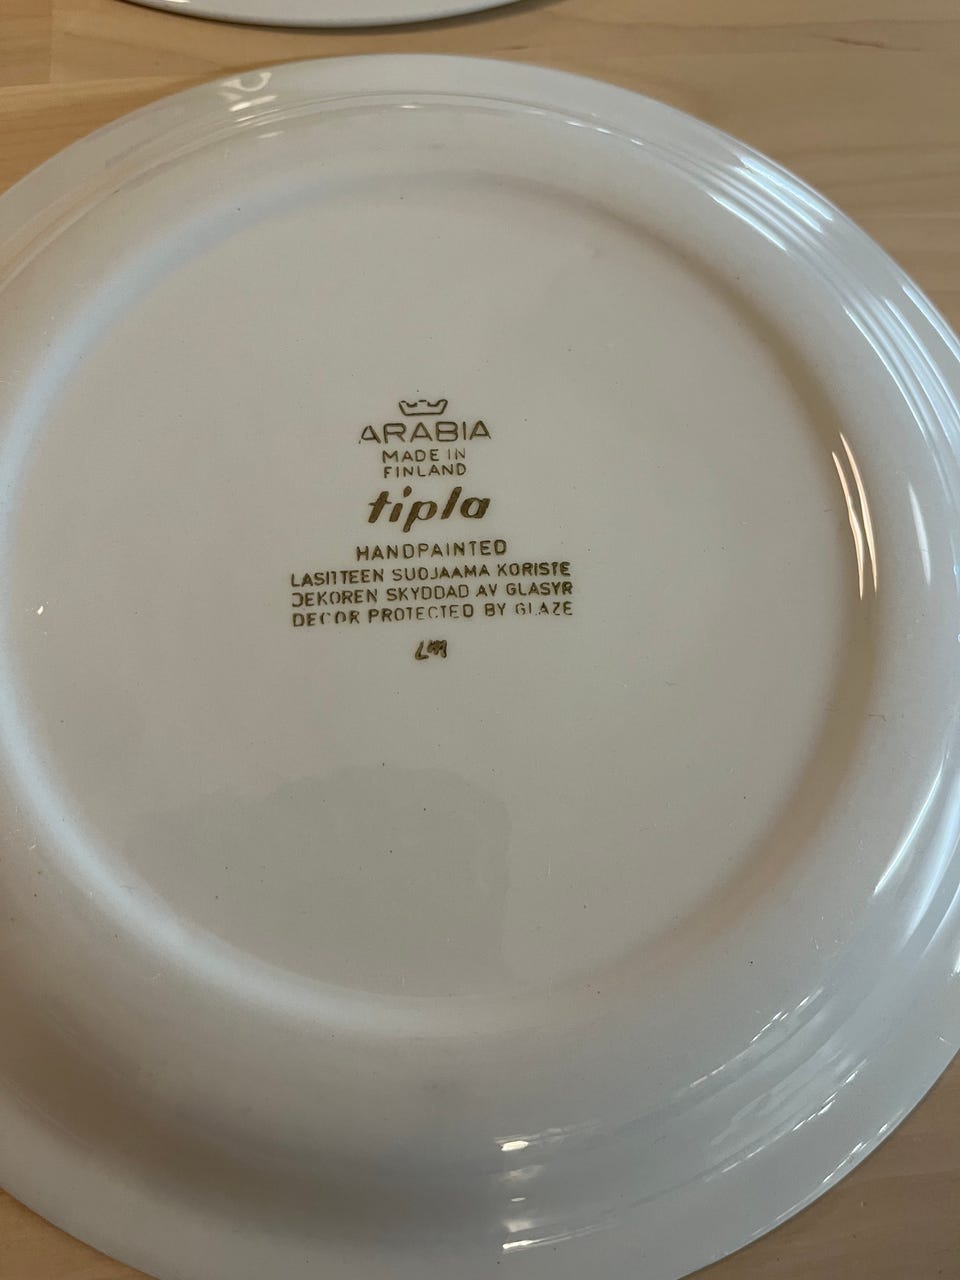 ARABIA
MADE IN
FINLAND
tipla
HANDPAINTED
LASITTEEN SUOJAAMA KORISTE
DEKOREN SKYDDAD AV GLASYR
DECOR PROTECTED BY GLAZE